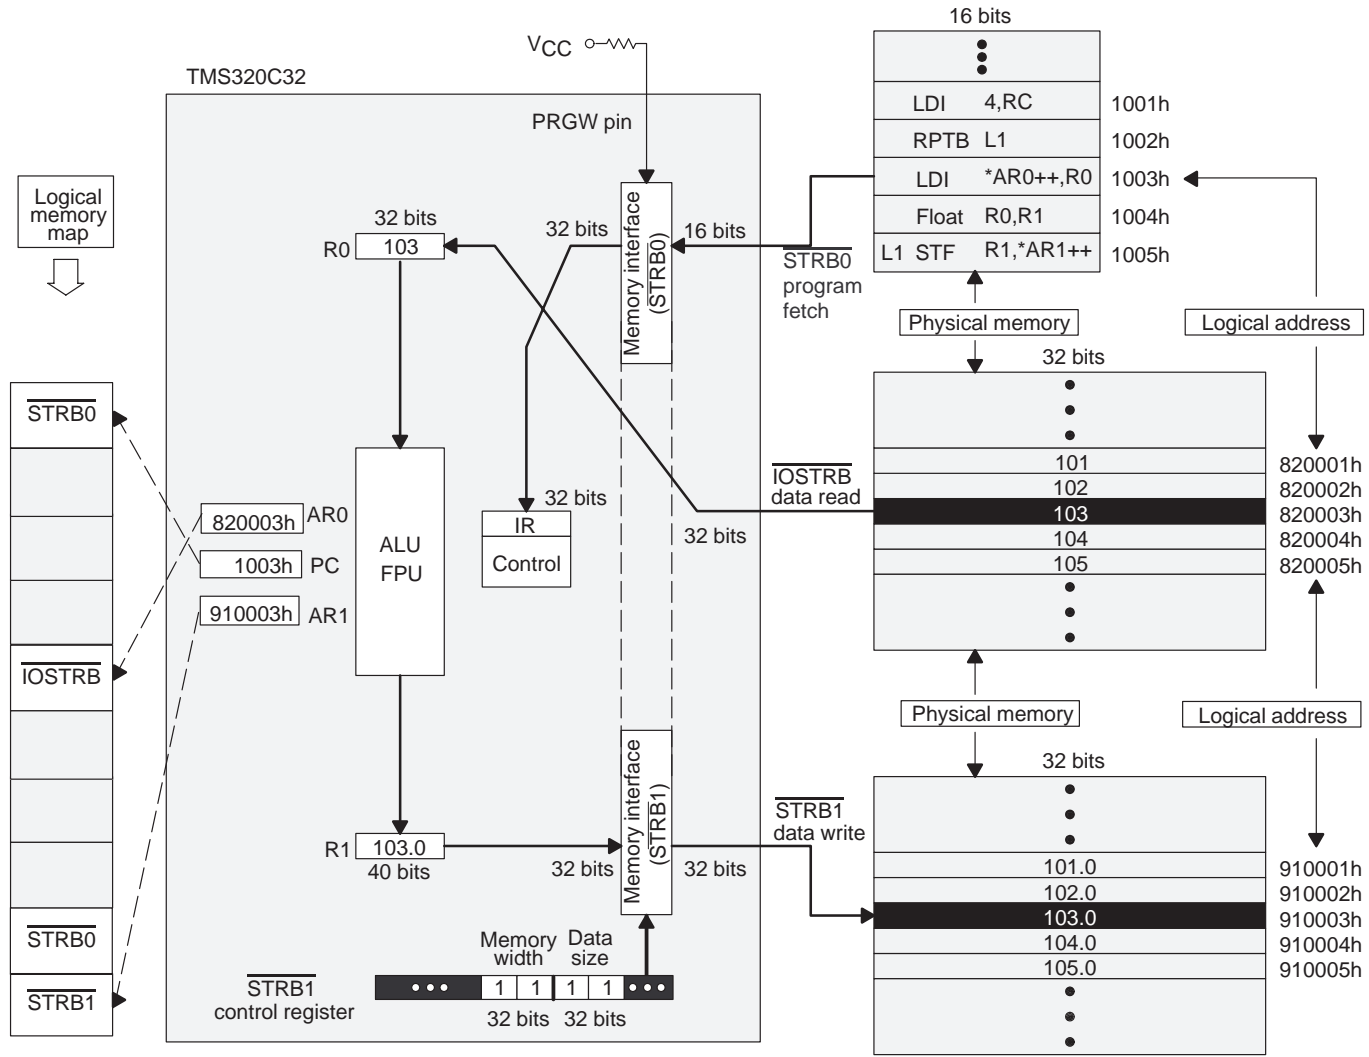 16 bits
VCC
TMS320C32
PRGW pin
LDI 4,RC 1001h
RPTB L1 1002h
LDI *AR0++,R0 1003h
Float R0,R1 1004h
L1 STF R1,*AR1++ 1005h
Logical
memory
map
32 bits
R0 103
32 bits
Memory interface
(STRB0)
16 bits
STRB0
program
fetch
Physical memory
Logical address
32 bits
STRB0
IOSTRB
STRB0
STRB1
820003h AR0
1003h PC
910003h AR1
ALU
FPU
32 bits
IR
Control
IOSTRB
data read
32 bits
101 820001h
102 820002h
103 820003h
104 820004h
105 820005h
Physical memory
Logical address
32 bits
R1 103.0
40 bits
32 bits
Memory interface
(STRB1)
32 bits
STRB1
data write
101.0 910001h
102.0 910002h
103.0 910003h
104.0 910004h
105.0 910005h
Memory
width
Data
size
STRB1
control register
1 1 1 1
32 bits 32 bits